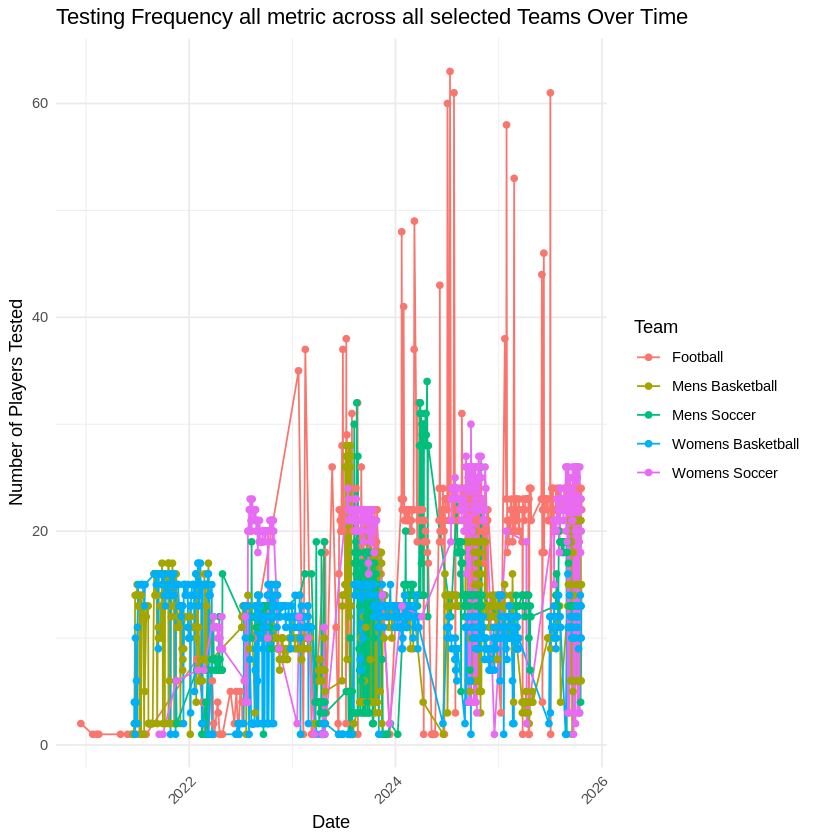 Testing Frequency all metric across all selected Teams Over Time
Number of Players Tested
60
40
20
0
2022
2024
2026
Date
Team
Football
Mens Basketball
Mens Soccer
Womens Basketball
Womens Soccer